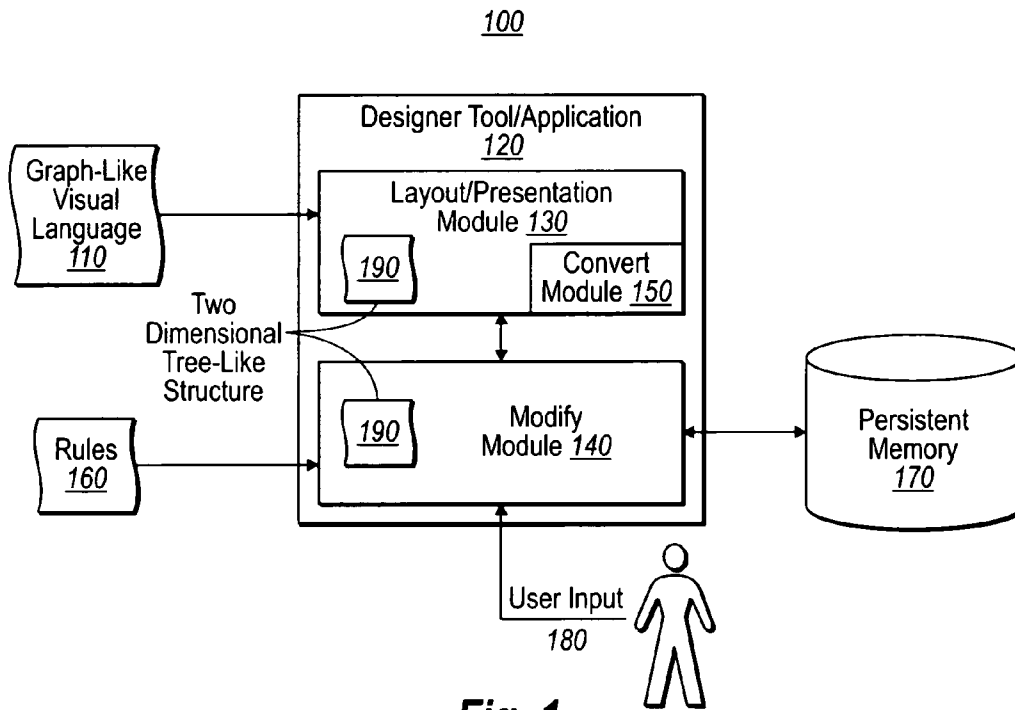 100
Designer Tool/Application
120
Graph-Like
Visual
Language
110
Layout/Presentation
Module 130
190
Convert
Module 150
Two
Dimensional
Tree-Like
Structure
190
Modify
Module 140
Rules
160
Persistent
Memory
170
User Input
180
Fig. 1